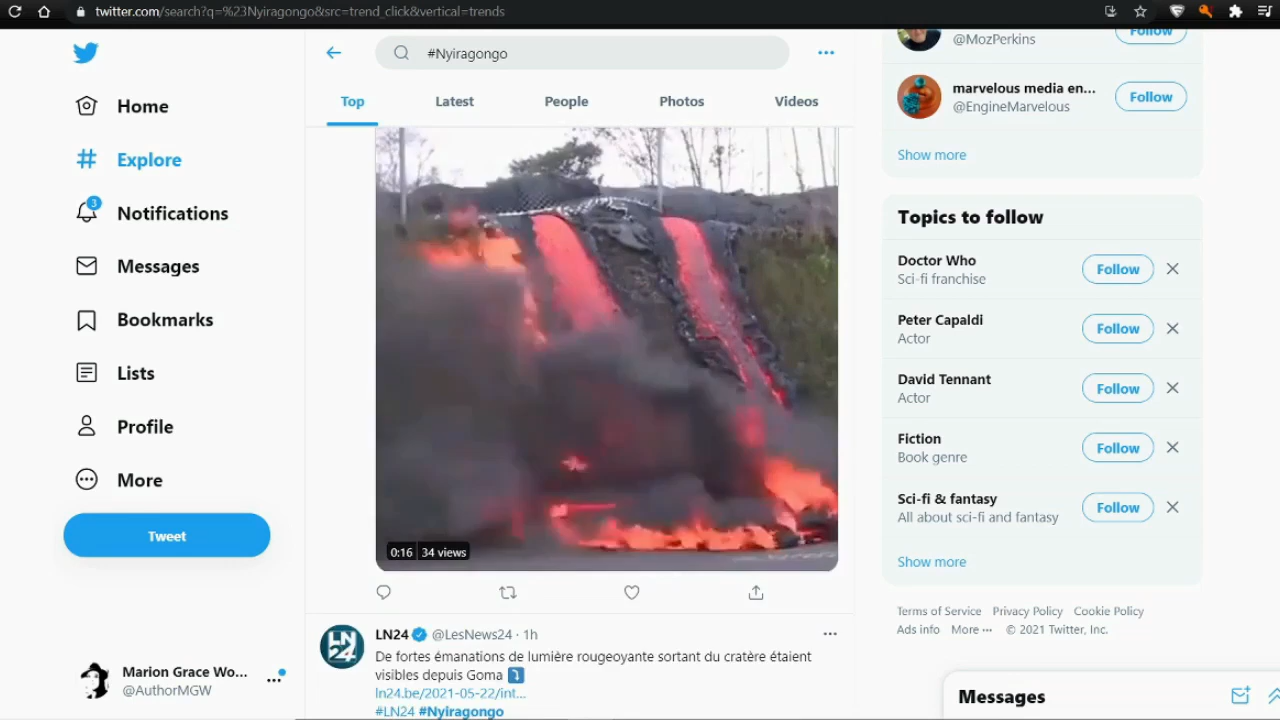 twitter.com/search?q=%23Nyiragongo&src=trend_click&vertical=trends
Home
Explore
3
Notifications
Messages
Bookmarks
Lists
Profile
More
Tweet
Marion Grace Wo...
@AuthorMGW
#Nyiragongo
Top
Latest
People
Photos
Videos
0:16
34 views
LN24 @LesNews24 · 1h
De fortes émanations de lumière rougeoyante sortant du cratère étaient
visibles depuis Goma
ln24.be/2021-05-22/int...
#LN24 #Nyiragongo
LN
24
Follow
@MozPerkins
marvelous media en...
@EngineMarvelous
Follow
Show more
Topics to follow
Doctor Who
Sci-fi franchise
Follow
Peter Capaldi
Actor
Follow
David Tennant
Actor
Follow
Fiction
Book genre
Follow
Sci-fi & fantasy
All about sci-fi and fantasy
Follow
Show more
Terms of Service Privacy Policy Cookie Policy
Ads info More ··· © 2021 Twitter, Inc.
Messages